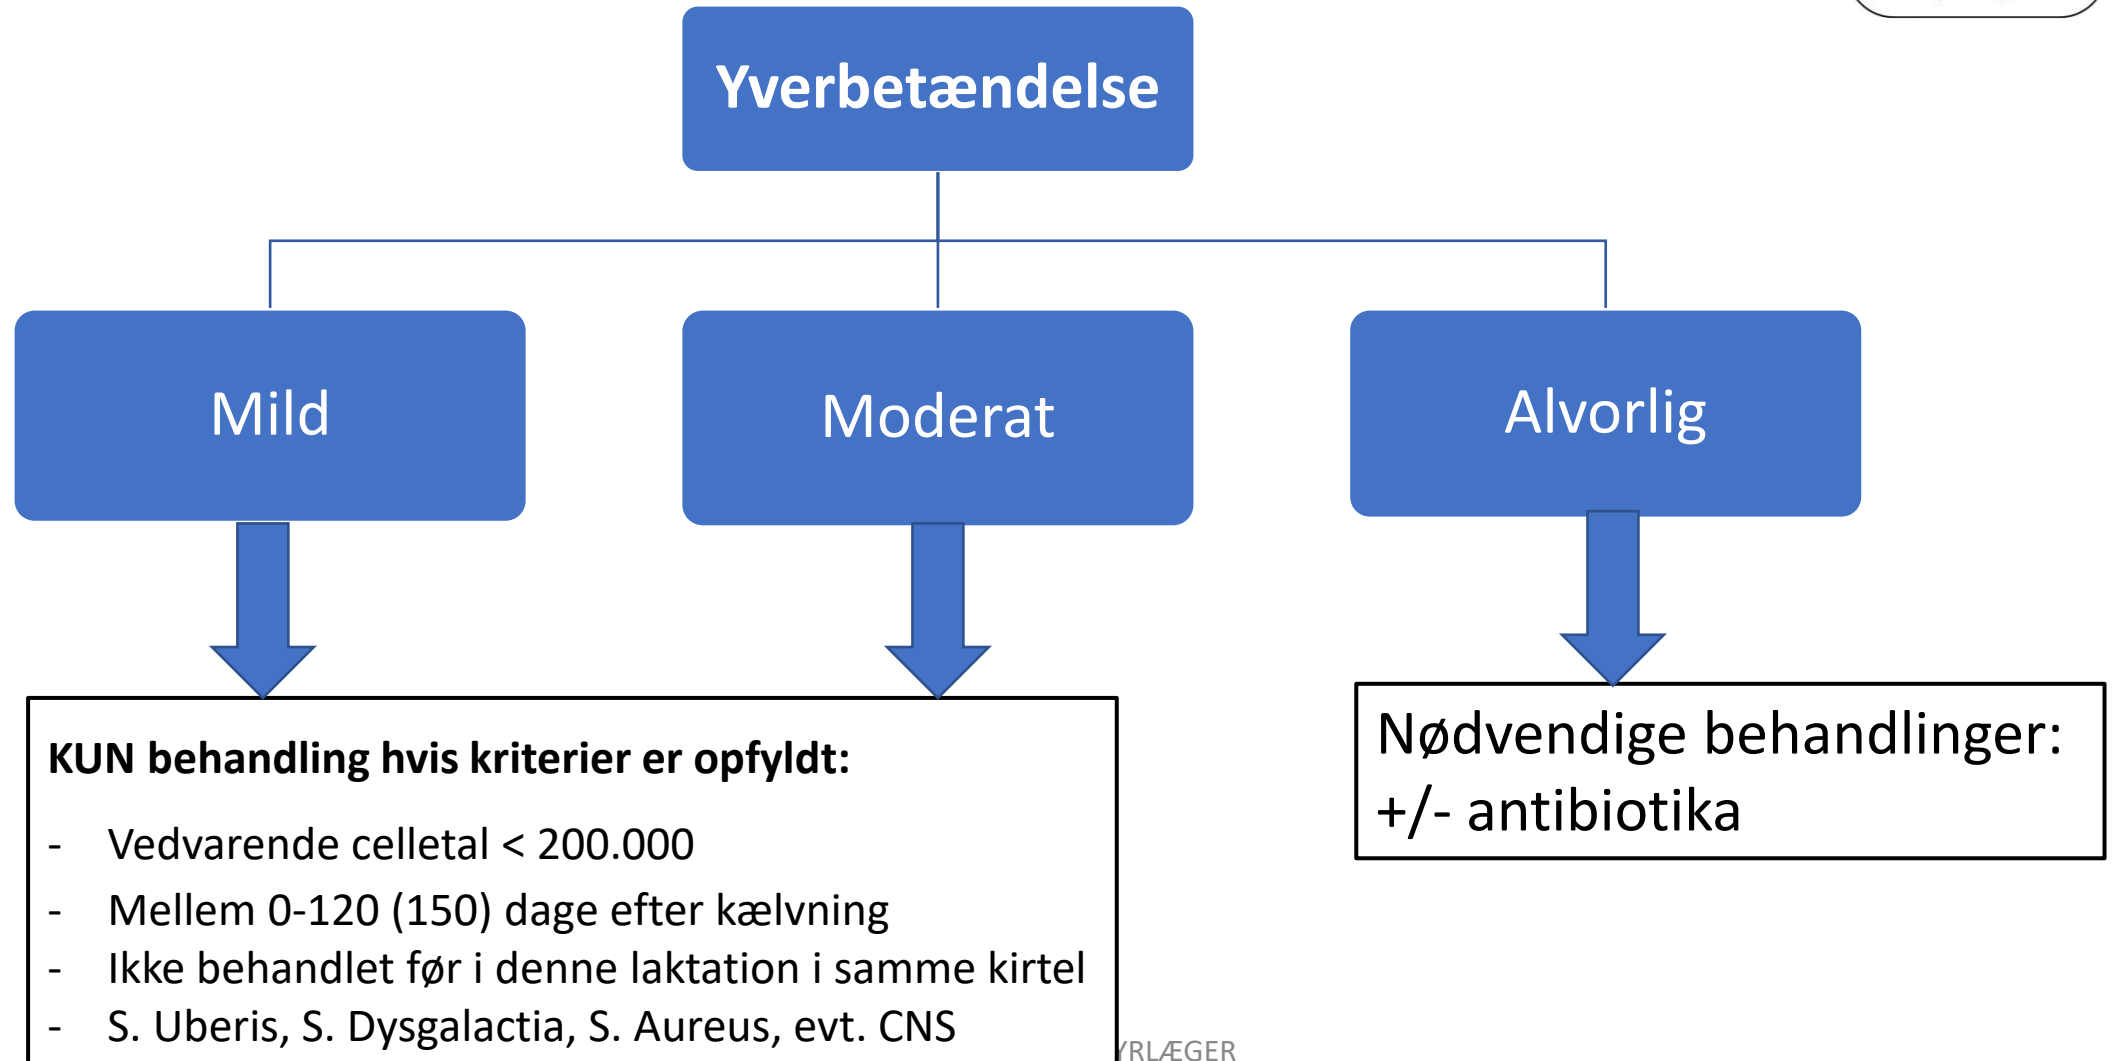 Yverbetændelse
Mild
Moderat
Alvorlig
KUN behandling hvis kriterier er opfyldt:
- Vedvarende celletal < 200.000
- Mellem 0-120 (150) dage efter kælvning
- Ikke behandlet før i denne laktation i samme kirtel
- S. Uberis, S. Dysgalactia, S. Aureus, evt. CNS
Nødvendige behandlinger:
+/- antibiotika